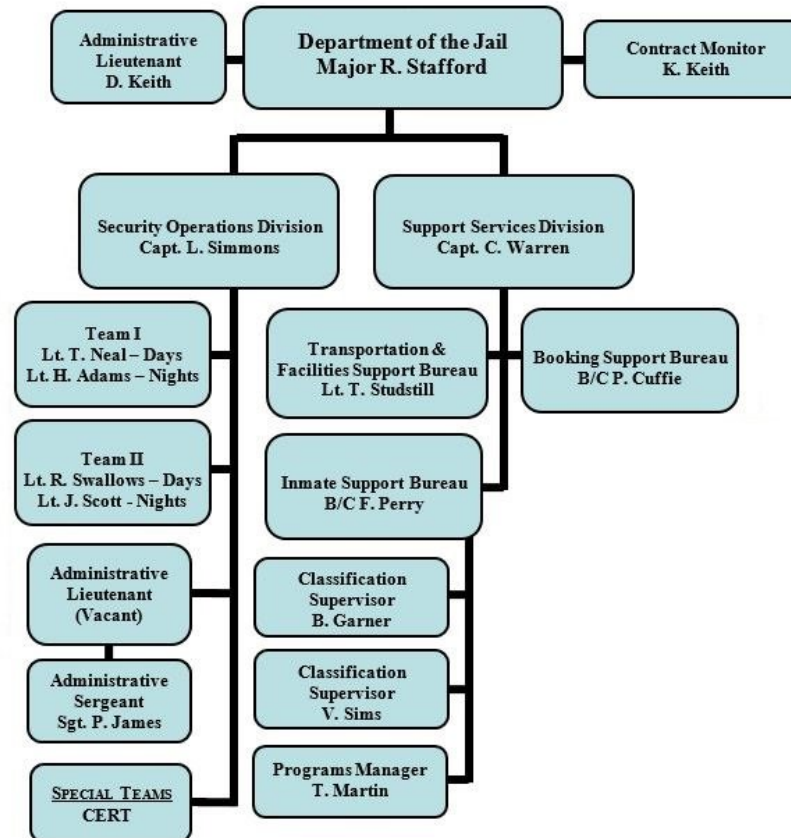 Administrative
Lieutenant
D. Keith
Department of the Jail
Major R. Stafford
Contract Monitor
K. Keith
Security Operations Division
Capt. L. Simmons
Support Services Division
Capt. C. Warren
Team I
Lt. T. Neal – Days
Lt. H. Adams – Nights
Transportation &
Facilities Support Bureau
Lt. T. Studstill
Booking Support Bureau
B/C P. Cuffie
Team II
Lt. R. Swallows – Days
Lt. J. Scott - Nights
Inmate Support Bureau
B/C F. Perry
Administrative
Lieutenant
(Vacant)
Classification
Supervisor
B. Garner
Administrative
Sergeant
Sgt. P. James
Classification
Supervisor
V. Sims
Programs Manager
T. Martin
SPECIAL TEAMS
CERT